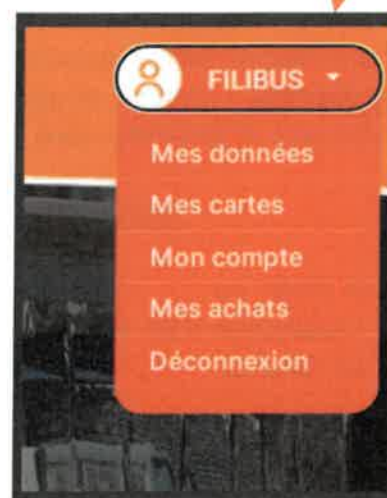 FILIBUS
Mes données
Mes cartes
Mon compte
Mes achats
Déconnexion